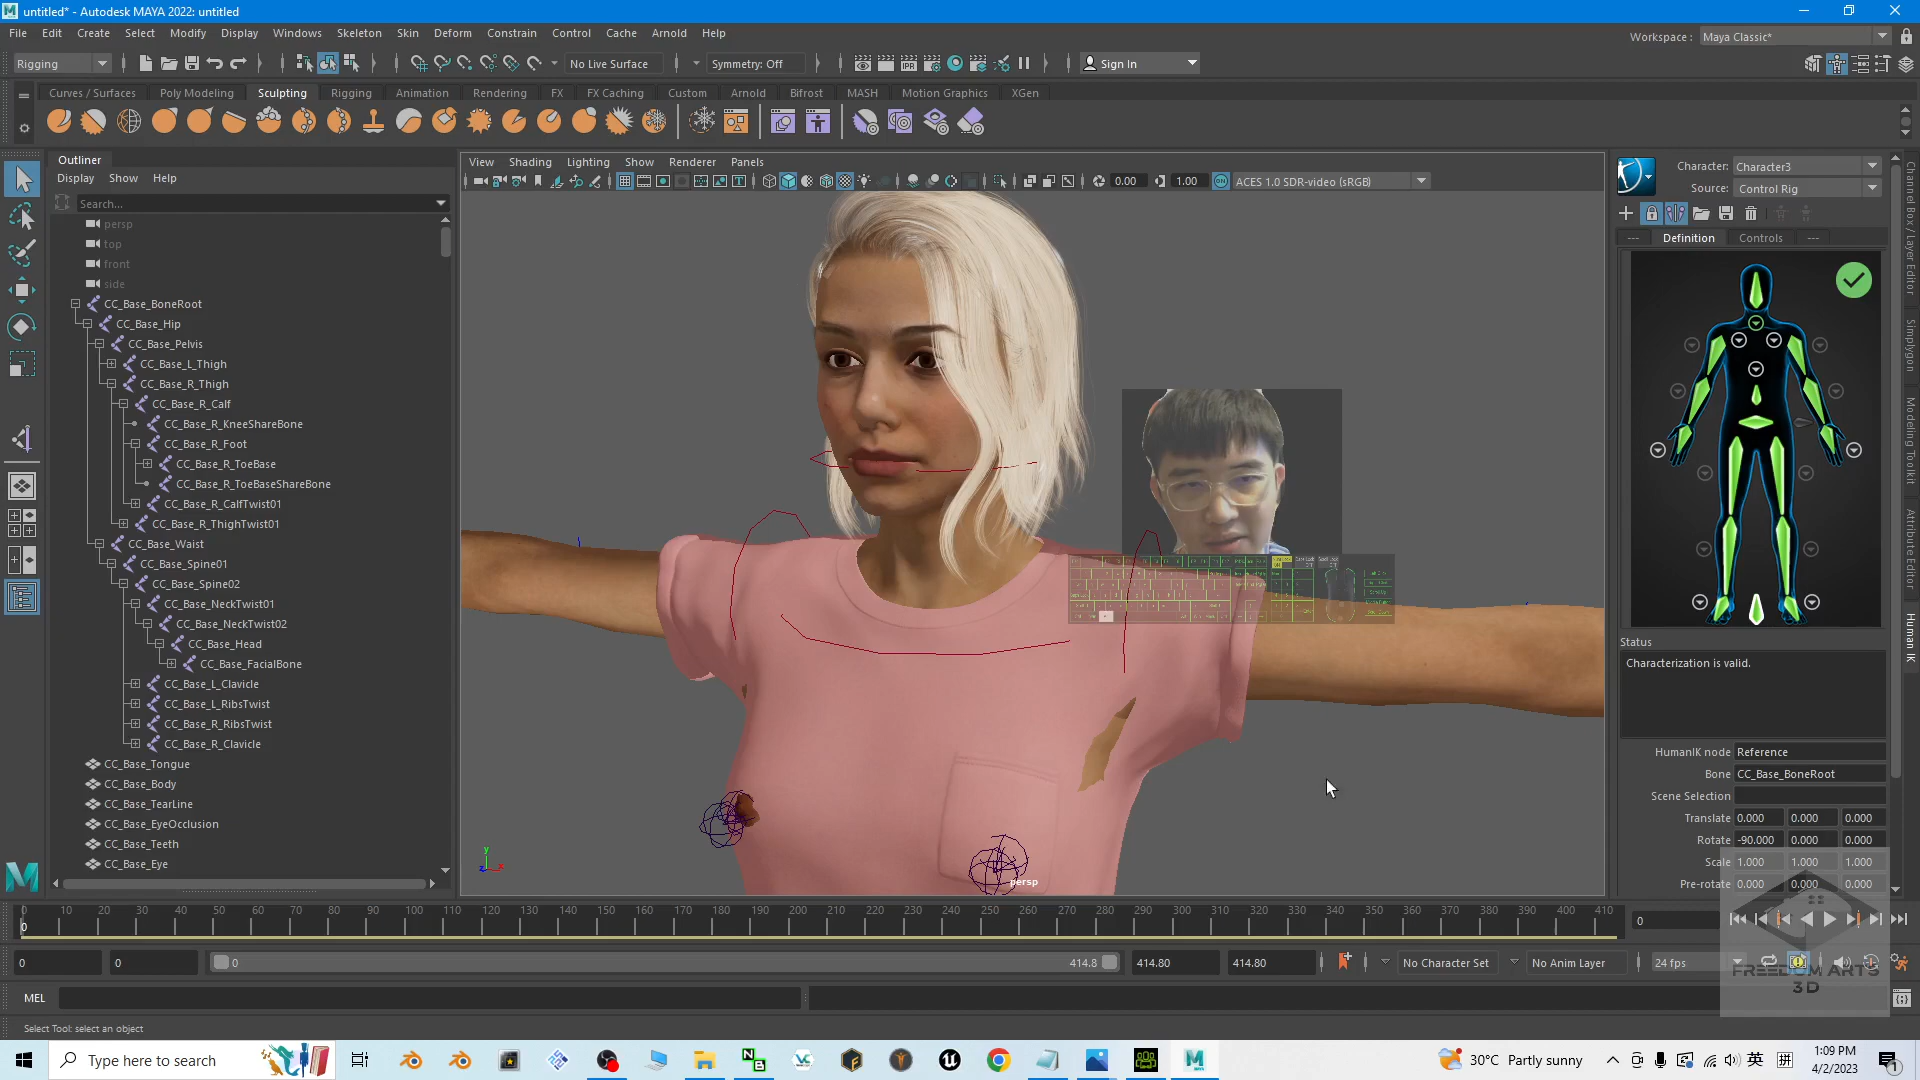 untitled* - Autodesk MAYA 2022: untitled
File Edit Create Select Modify Display Windows Skeleton Skin Deform Constrain Control Cache Arnold Help
Workspace : Maya Classic*
Rigging No Live Surface Symmetry: Off Sign In
Curves / Surfaces Poly Modeling Sculpting Rigging Animation Rendering FX FX Caching Custom Arnold Bifrost MASH Motion Graphics XGen
Outliner
Display Show Help
Search...
persp
top
front
side
CC_Base_BoneRoot
CC_Base_Hip
CC_Base_Pelvis
CC_Base_L_Thigh
CC_Base_R_Thigh
CC_Base_R_Calf
CC_Base_R_KneeShareBone
CC_Base_R_Foot
CC_Base_R_ToeBase
CC_Base_R_ToeBaseShareBone
CC_Base_R_CalfTwist01
CC_Base_R_ThighTwist01
CC_Base_Waist
CC_Base_Spine01
CC_Base_Spine02
CC_Base_NeckTwist01
CC_Base_NeckTwist02
CC_Base_Head
CC_Base_FacialBone
CC_Base_L_Clavicle
CC_Base_L_RibsTwist
CC_Base_R_RibsTwist
CC_Base_R_Clavicle
CC_Base_Tongue
CC_Base_Body
CC_Base_TearLine
CC_Base_EyeOcclusion
CC_Base_Teeth
CC_Base_Eye
View Shading Lighting Show Renderer Panels
0.00 1.00 ON ACES 1.0 SDR-video (sRGB)
y
z x
persp
Character: Character3
Source: Control Rig
--- Definition Controls ---
Status
Characterization is valid.
HumanIK node Reference
Bone CC_Base_BoneRoot
Scene Selection
Translate 0.000 0.000 0.000
Rotate -90.000 0.000 0.000
Scale 1.000 1.000 1.000
Pre-rotate 0.000 0.000 0.000
Channel Box / Layer Editor
Simplygon
Modeling Toolkit
Attribute Editor
Human IK
0 10 20 30 40 50 60 70 80 90 100 110 120 130 140 150 160 170 180 190 200 210 220 230 240 250 260 270 280 290 300 310 320 330 340 350 360 370 380 390 400 410
0
0
0 0 0 414.8 414.80 414.80 No Character Set No Anim Layer 24 fps
FREEDOM ARTS
3D
MEL
Select Tool: select an object
Type here to search
30°C Partly sunny
英 拼
1:09 PM
4/2/2023
1